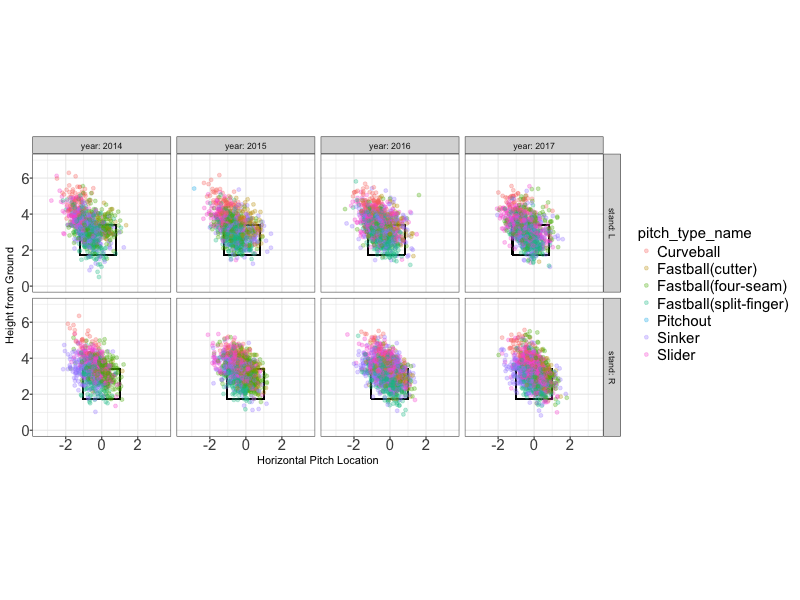 year: 2014
year: 2015
year: 2016
year: 2017
6
4
2
0
stand: L
6
4
2
0
stand: R
-2 0 2
-2 0 2
-2 0 2
-2 0 2
Horizontal Pitch Location
Height from Ground
pitch_type_name
Curveball
Fastball(cutter)
Fastball(four-seam)
Fastball(split-finger)
Pitchout
Sinker
Slider